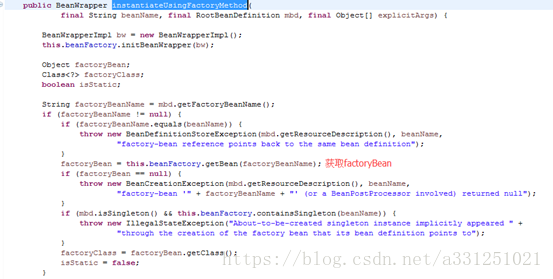 public BeanWrapper instantiateUsingFactoryMethod(
final String beanName, final RootBeanDefinition mbd, final Object[] explicitArgs) {
BeanWrapperImpl bw = new BeanWrapperImpl();
this.beanFactory.initBeanWrapper(bw);
Object factoryBean;
Class<?> factoryClass;
boolean isStatic;
String factoryBeanName = mbd.getFactoryBeanName();
if (factoryBeanName != null) {
if (factoryBeanName.equals(beanName)) {
throw new BeanDefinitionStoreException(mbd.getResourceDescription(), beanName,
"factory-bean reference points back to the same bean definition");
}
factoryBean = this.beanFactory.getBean(factoryBeanName); 获取factoryBean
if (factoryBean == null) {
throw new BeanCreationException(mbd.getResourceDescription(), beanName,
"factory-bean '" + factoryBeanName + "' (or a BeanPostProcessor involved) returned null");
}
if (mbd.isSingleton() && this.beanFactory.containsSingleton(beanName)) {
throw new IllegalStateException("About-to-be-created singleton instance implicitly appeared " +
"through the creation of the factory bean that its bean definition points to");
}
factoryClass = factoryBean.getClass();
isStatic = false;
}
https://blog.csdn.net/a331251021